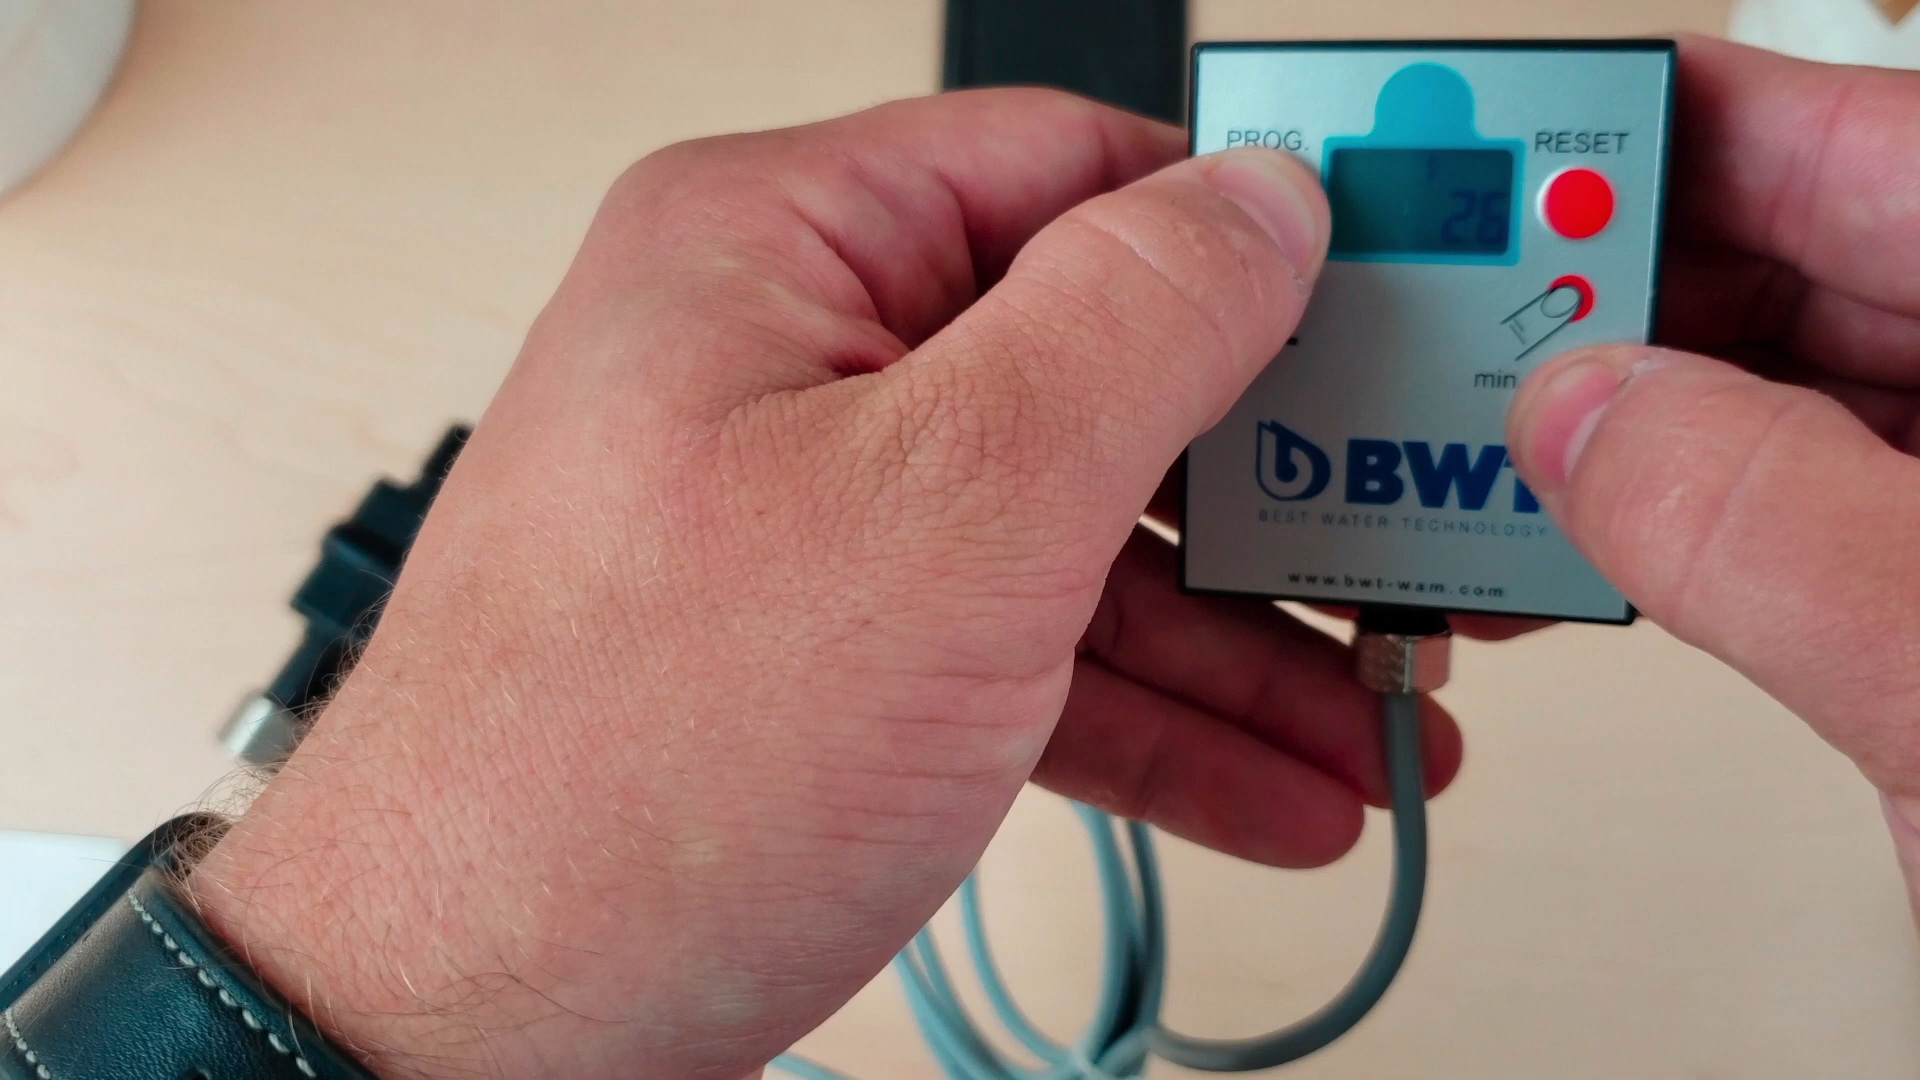 PROG.
RESET
26
min.
BWT
BEST WATER TECHNOLOGY
www.bwt-wam.com